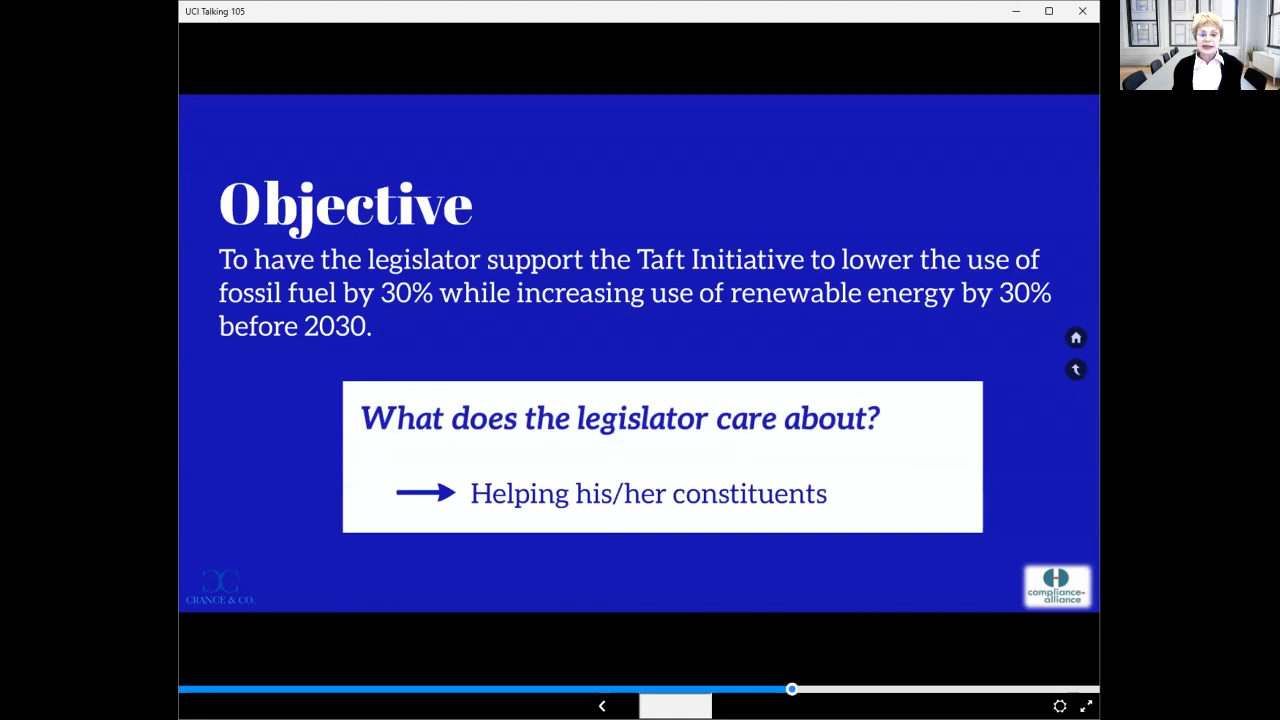 UCI Talking 105
Objective
To have the legislator support the Taft Initiative to lower the use of
fossil fuel by 30% while increasing use of renewable energy by 30%
before 2030.
What does the legislator care about?
Helping his/her constituents
CRANCE & CO.
compliance-
alliance